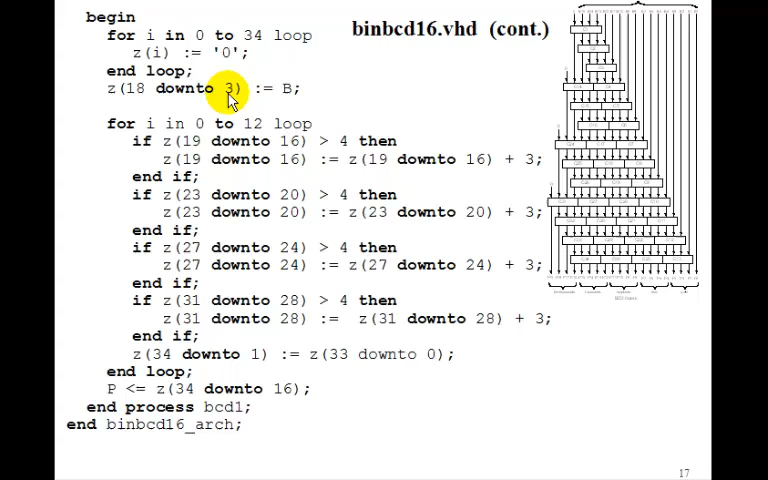 binbcd16.vhd (cont.)
begin
for i in 0 to 34 loop
z(i) := '0';
end loop;
z(18 downto 3) := B;
for i in 0 to 12 loop
if z(19 downto 16) > 4 then
z(19 downto 16) := z(19 downto 16) + 3;
end if;
if z(23 downto 20) > 4 then
z(23 downto 20) := z(23 downto 20) + 3;
end if;
if z(27 downto 24) > 4 then
z(27 downto 24) := z(27 downto 24) + 3;
end if;
if z(31 downto 28) > 4 then
z(31 downto 28) := z(31 downto 28) + 3;
end if;
z(34 downto 1) := z(33 downto 0);
end loop;
P <= z(34 downto 16);
end process bcd1;
end binbcd16_arch;
17